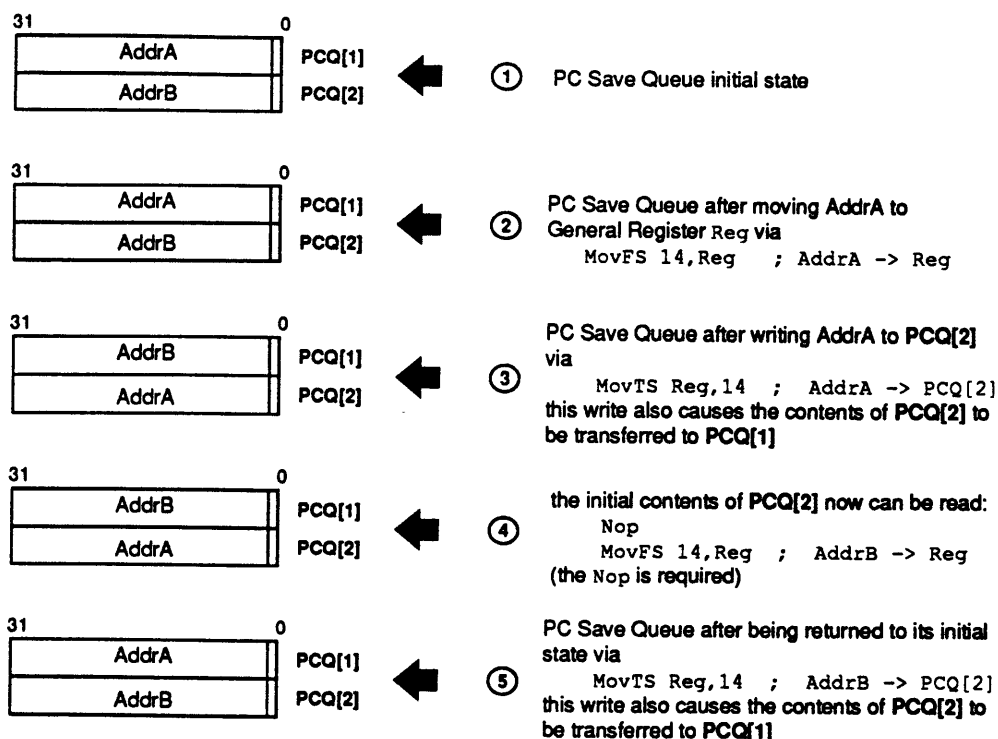 31 0
AddrA PCQ[1]
AddrB PCQ[2]
1 PC Save Queue initial state
31 0
AddrA PCQ[1]
AddrB PCQ[2]
2 PC Save Queue after moving AddrA to
General Register Reg via
MovFS 14,Reg ; AddrA -> Reg
31 0
AddrB PCQ[1]
AddrA PCQ[2]
3 PC Save Queue after writing AddrA to PCQ[2]
via
MovTS Reg,14 ; AddrA -> PCQ[2]
this write also causes the contents of PCQ[2] to
be transferred to PCQ[1]
31 0
AddrB PCQ[1]
AddrA PCQ[2]
4 the initial contents of PCQ[2] now can be read:
Nop
MovFS 14,Reg ; AddrB -> Reg
(the Nop is required)
31 0
AddrA PCQ[1]
AddrB PCQ[2]
5 PC Save Queue after being returned to its initial
state via
MovTS Reg,14 ; AddrB -> PCQ[2]
this write also causes the contents of PCQ[2] to
be transferred to PCQ[1]